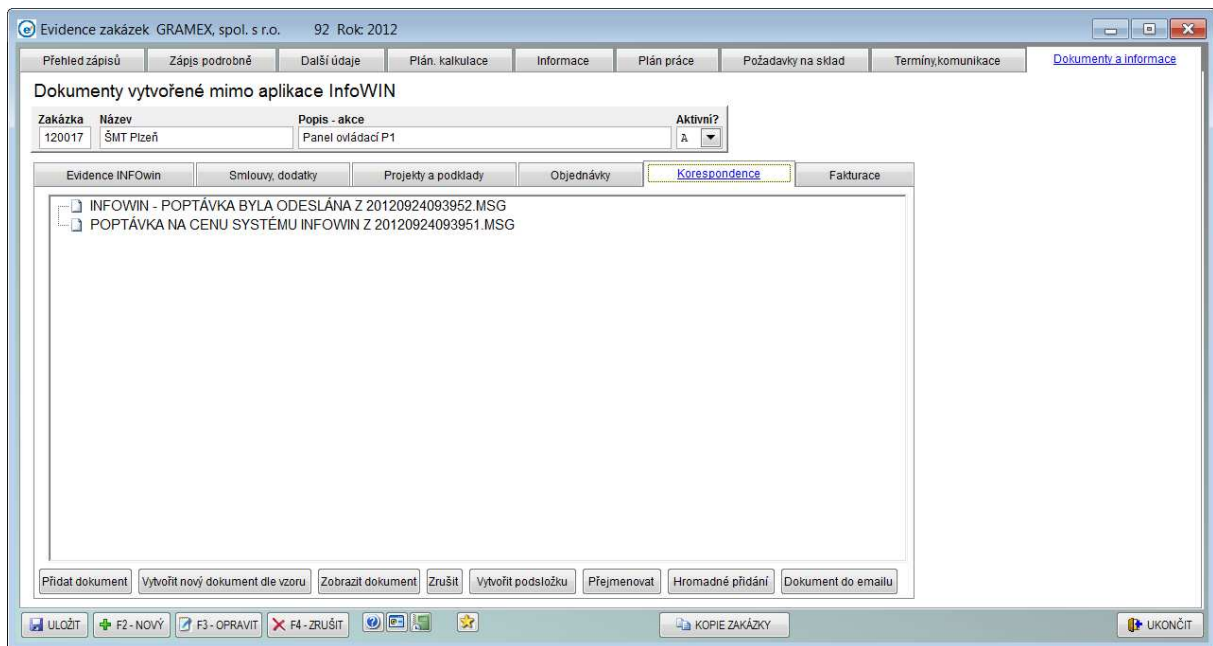 Evidence zakázek GRAMEX, spol. s r.o. 92 Rok: 2012
Přehled zápisů Zápis podrobně Další údaje Plán. kalkulace Informace Plán práce Požadavky na sklad Termíny,komunikace Dokumenty a informace
Dokumenty vytvořené mimo aplikace InfoWIN
Zakázka Název Popis - akce Aktivní?
120017 ŠMT Plzeň Panel ovládací P1 A
Evidence INFOwin Smlouvy, dodatky Projekty a podklady Objednávky Korespondence Fakturace
INFOWIN - POPTÁVKA BYLA ODESLÁNA Z 20120924093952.MSG
POPTÁVKA NA CENU SYSTÉMU INFOWIN Z 20120924093951.MSG
Přidat dokument Vytvořit nový dokument dle vzoru Zobrazit dokument Zrušit Vytvořit podsložku Přejmenovat Hromadné přidání Dokument do emailu
ULOŽIT F2 - NOVÝ F3 - OPRAVIT F4 - ZRUŠIT KOPIE ZAKÁZKY UKONČIT